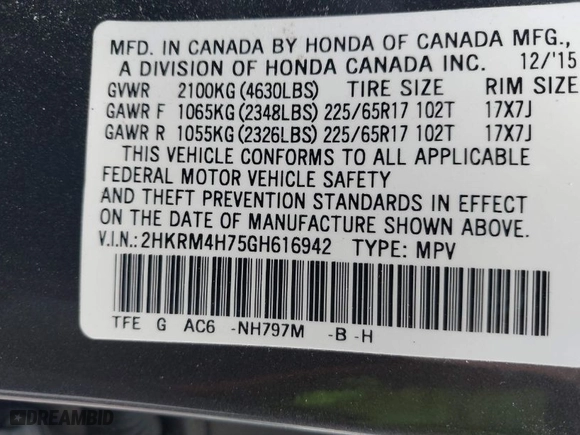 MFD. IN CANADA BY HONDA OF CANADA MFG.,
A DIVISION OF HONDA CANADA INC. 12/'15
GVWR 2100KG(4630LBS) TIRE SIZE RIM SIZE
GAWR F 1065KG(2348LBS) 225/65R17 102T 17X7J
GAWR R 1055KG(2326LBS) 225/65R17 102T 17X7J
THIS VEHICLE CONFORMS TO ALL APPLICABLE
FEDERAL MOTOR VEHICLE SAFETY
AND THEFT PREVENTION STANDARDS IN EFFECT
ON THE DATE OF MANUFACTURE SHOWN ABOVE.
V.I.N.: 2HKRM4H75GH616942 TYPE: MPV
TFE G AC6 -NH797M -B -H
DREAMBID